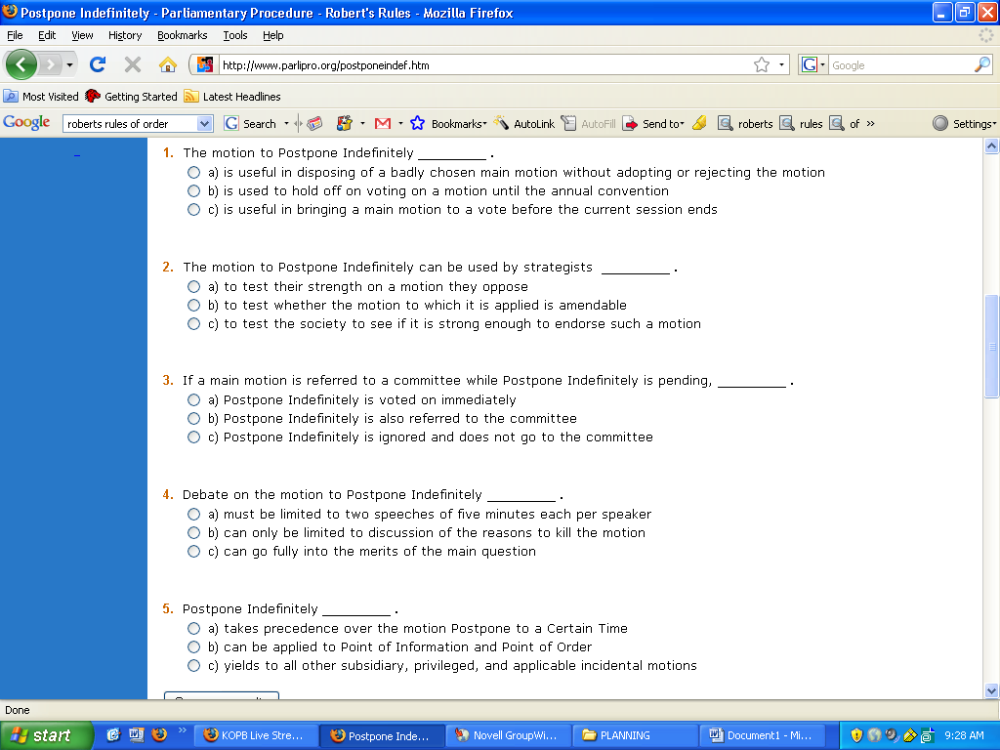 Postpone Indefinitely - Parliamentary Procedure - Robert's Rules - Mozilla Firefox
File Edit View History Bookmarks Tools Help
http://www.parlipro.org/postponeindef.htm
G Google
Most Visited Getting Started Latest Headlines
Google roberts rules of order G Search Bookmarks AutoLink AutoFill Send to roberts rules of » Settings
1. The motion to Postpone Indefinitely __________ .
a) is useful in disposing of a badly chosen main motion without adopting or rejecting the motion
b) is used to hold off on voting on a motion until the annual convention
c) is useful in bringing a main motion to a vote before the current session ends
2. The motion to Postpone Indefinitely can be used by strategists __________ .
a) to test their strength on a motion they oppose
b) to test whether the motion to which it is applied is amendable
c) to test the society to see if it is strong enough to endorse such a motion
3. If a main motion is referred to a committee while Postpone Indefinitely is pending, __________ .
a) Postpone Indefinitely is voted on immediately
b) Postpone Indefinitely is also referred to the committee
c) Postpone Indefinitely is ignored and does not go to the committee
4. Debate on the motion to Postpone Indefinitely __________ .
a) must be limited to two speeches of five minutes each per speaker
b) can only be limited to discussion of the reasons to kill the motion
c) can go fully into the merits of the main question
5. Postpone Indefinitely __________ .
a) takes precedence over the motion Postpone to a Certain Time
b) can be applied to Point of Information and Point of Order
c) yields to all other subsidiary, privileged, and applicable incidental motions
Done
start » KOPB Live Stre... Postpone Inde... Novell GroupWi... PLANNING Document1 - Mi... 9:28 AM